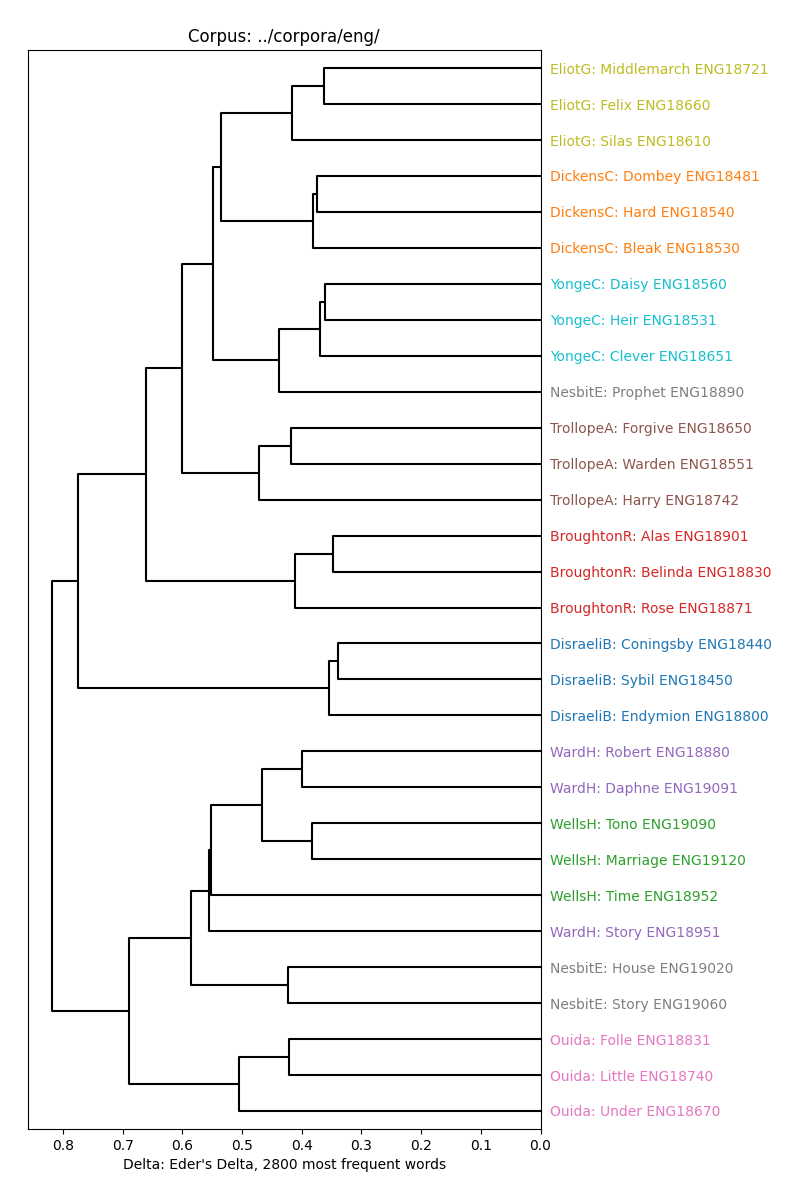 Corpus: ../corpora/eng/
EliotG: Middlemarch ENG18721
EliotG: Felix ENG18660
EliotG: Silas ENG18610
DickensC: Dombey ENG18481
DickensC: Hard ENG18540
DickensC: Bleak ENG18530
YongeC: Daisy ENG18560
YongeC: Heir ENG18531
YongeC: Clever ENG18651
NesbitE: Prophet ENG18890
TrollopeA: Forgive ENG18650
TrollopeA: Warden ENG18551
TrollopeA: Harry ENG18742
BroughtonR: Alas ENG18901
BroughtonR: Belinda ENG18830
BroughtonR: Rose ENG18871
DisraeliB: Coningsby ENG18440
DisraeliB: Sybil ENG18450
DisraeliB: Endymion ENG18800
WardH: Robert ENG18880
WardH: Daphne ENG19091
WellsH: Tono ENG19090
WellsH: Marriage ENG19120
WellsH: Time ENG18952
WardH: Story ENG18951
NesbitE: House ENG19020
NesbitE: Story ENG19060
Ouida: Folle ENG18831
Ouida: Little ENG18740
Ouida: Under ENG18670
0.8 0.7 0.6 0.5 0.4 0.3 0.2 0.1 0.0
Delta: Eder's Delta, 2800 most frequent words